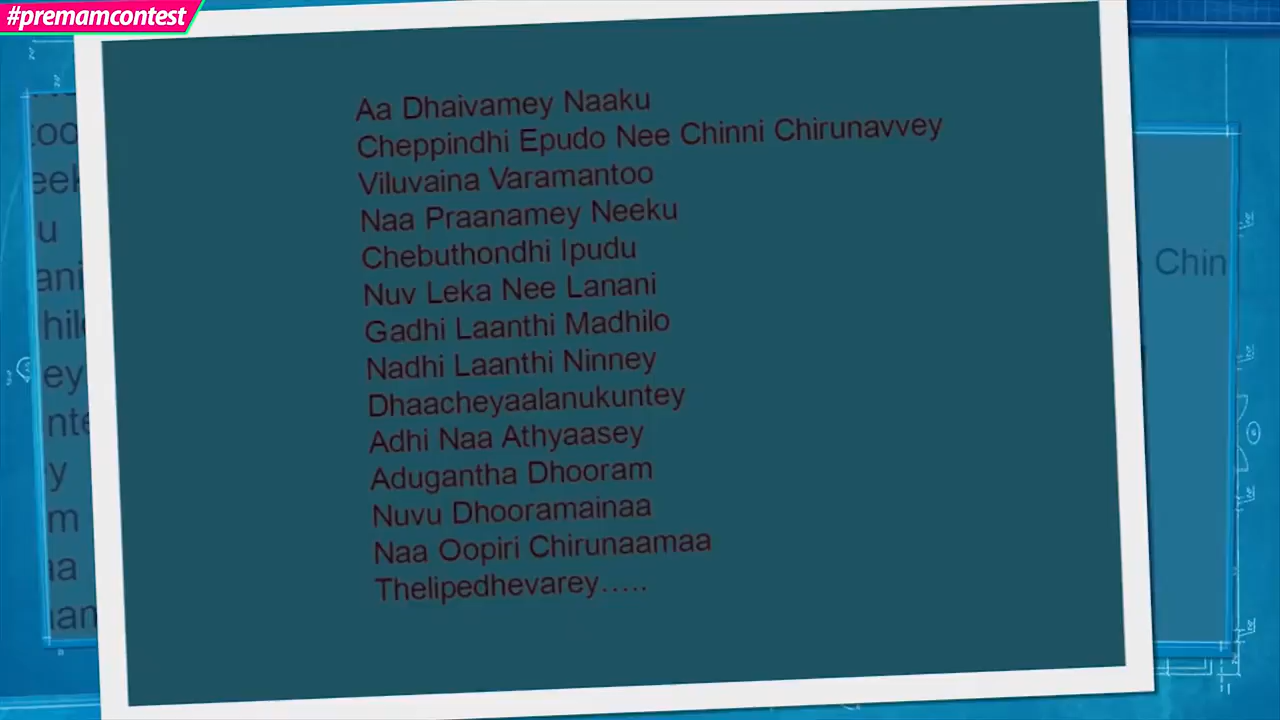 #premamcontest
Aa Dhaivamey Naaku
Cheppindhi Epudo Nee Chinni Chirunavvey
Viluvaina Varamantoo
Naa Praanamey Neeku
Chebuthondhi Ipudu
Nuv Leka Nee Lanani
Gadhi Laanthi Madhilo
Nadhi Laanthi Ninney
Dhaacheyaalanukuntey
Adhi Naa Athyaasey
Adugantha Dhooram
Nuvu Dhooramainaa
Naa Oopiri Chirunaamaa
Thelipedhevarey.....
Chin